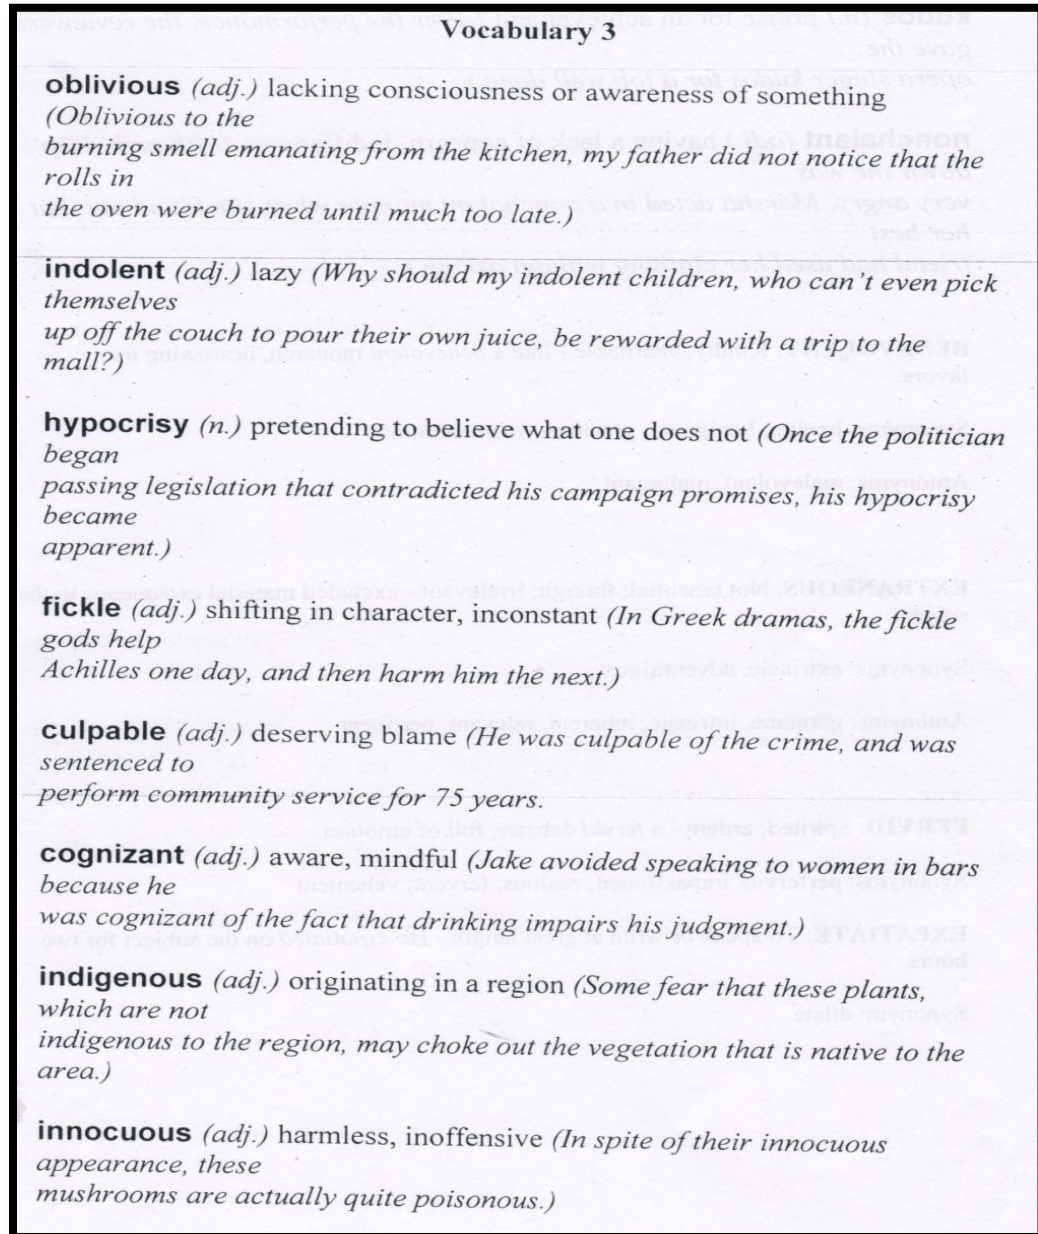 Vocabulary 3
oblivious (adj.) lacking consciousness or awareness of something
(Oblivious to the
burning smell emanating from the kitchen, my father did not notice that the
rolls in
the oven were burned until much too late.)
indolent (adj.) lazy (Why should my indolent children, who can't even pick
themselves
up off the couch to pour their own juice, be rewarded with a trip to the
mall?)
hypocrisy (n.) pretending to believe what one does not (Once the politician
began
passing legislation that contradicted his campaign promises, his hypocrisy
became
apparent.)
fickle (adj.) shifting in character, inconstant (In Greek dramas, the fickle
gods help
Achilles one day, and then harm him the next.)
culpable (adj.) deserving blame (He was culpable of the crime, and was
sentenced to
perform community service for 75 years.
cognizant (adj.) aware, mindful (Jake avoided speaking to women in bars
because he
was cognizant of the fact that drinking impairs his judgment.)
indigenous (adj.) originating in a region (Some fear that these plants,
which are not
indigenous to the region, may choke out the vegetation that is native to the
area.)
innocuous (adj.) harmless, inoffensive (In spite of their innocuous
appearance, these
mushrooms are actually quite poisonous.)